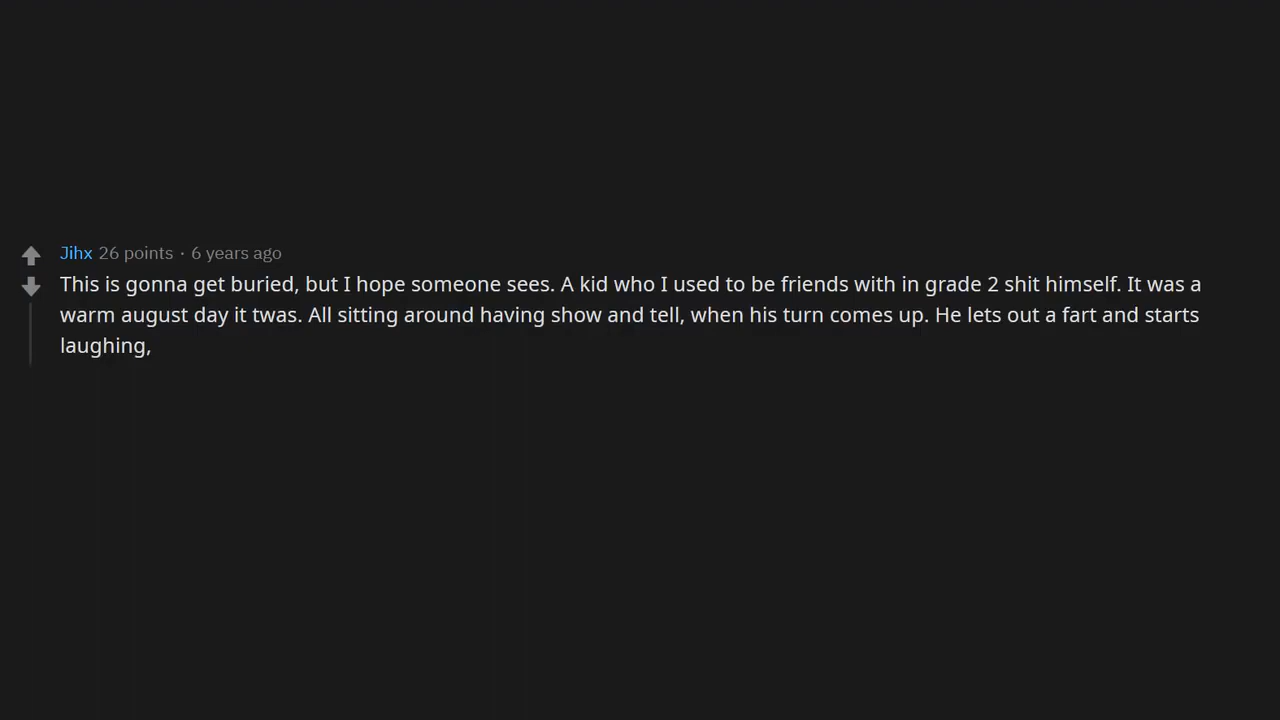 Jihx 26 points · 6 years ago
This is gonna get buried, but I hope someone sees. A kid who I used to be friends with in grade 2 shit himself. It was a
warm august day it twas. All sitting around having show and tell, when his turn comes up. He lets out a fart and starts
laughing,